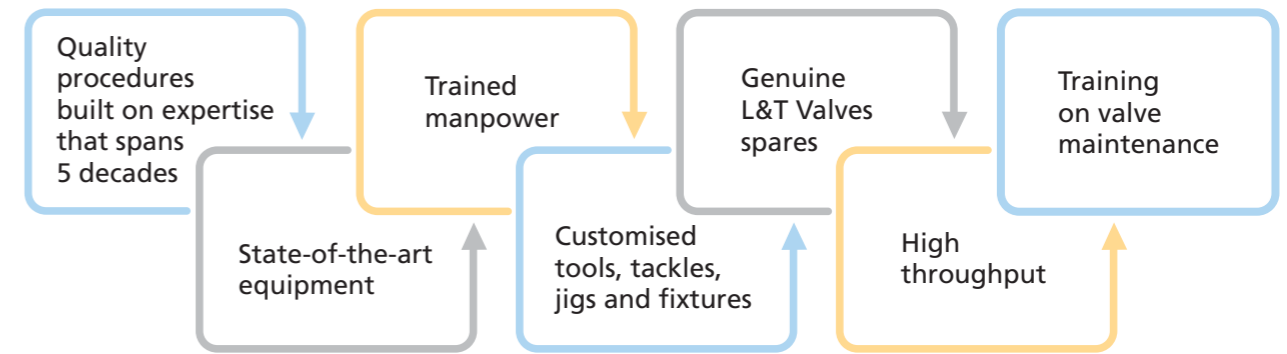 Quality
procedures
built on expertise
that spans
5 decades
State-of-the-art
equipment
Trained
manpower
Customised
tools, tackles,
jigs and fixtures
Genuine
L&T Valves
spares
High
throughput
Training
on valve
maintenance